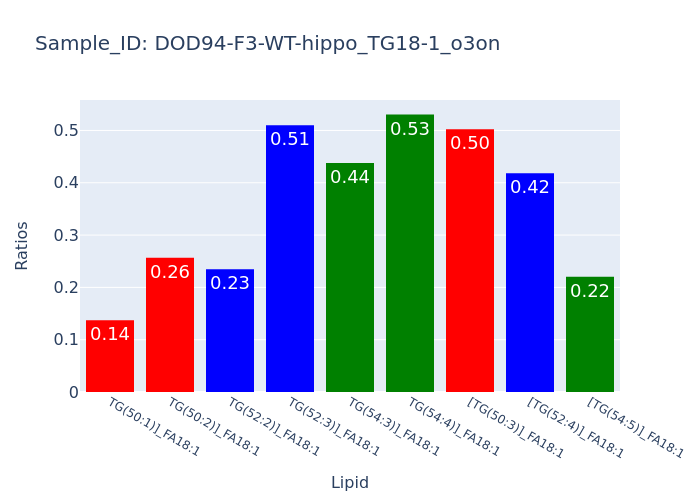 Sample_ID: DOD94-F3-WT-hippo_TG18-1_o3on
Ratios
0.5
0.4
0.3
0.2
0.1
0
0.14
0.26
0.23
0.51
0.44
0.53
0.50
0.42
0.22
TG(50:1)]_FA18:1
TG(50:2)]_FA18:1
TG(52:2)]_FA18:1
TG(52:3)]_FA18:1
TG(54:3)]_FA18:1
TG(54:4)]_FA18:1
[TG(50:3)]_FA18:1
[TG(52:4)]_FA18:1
[TG(54:5)]_FA18:1
Lipid